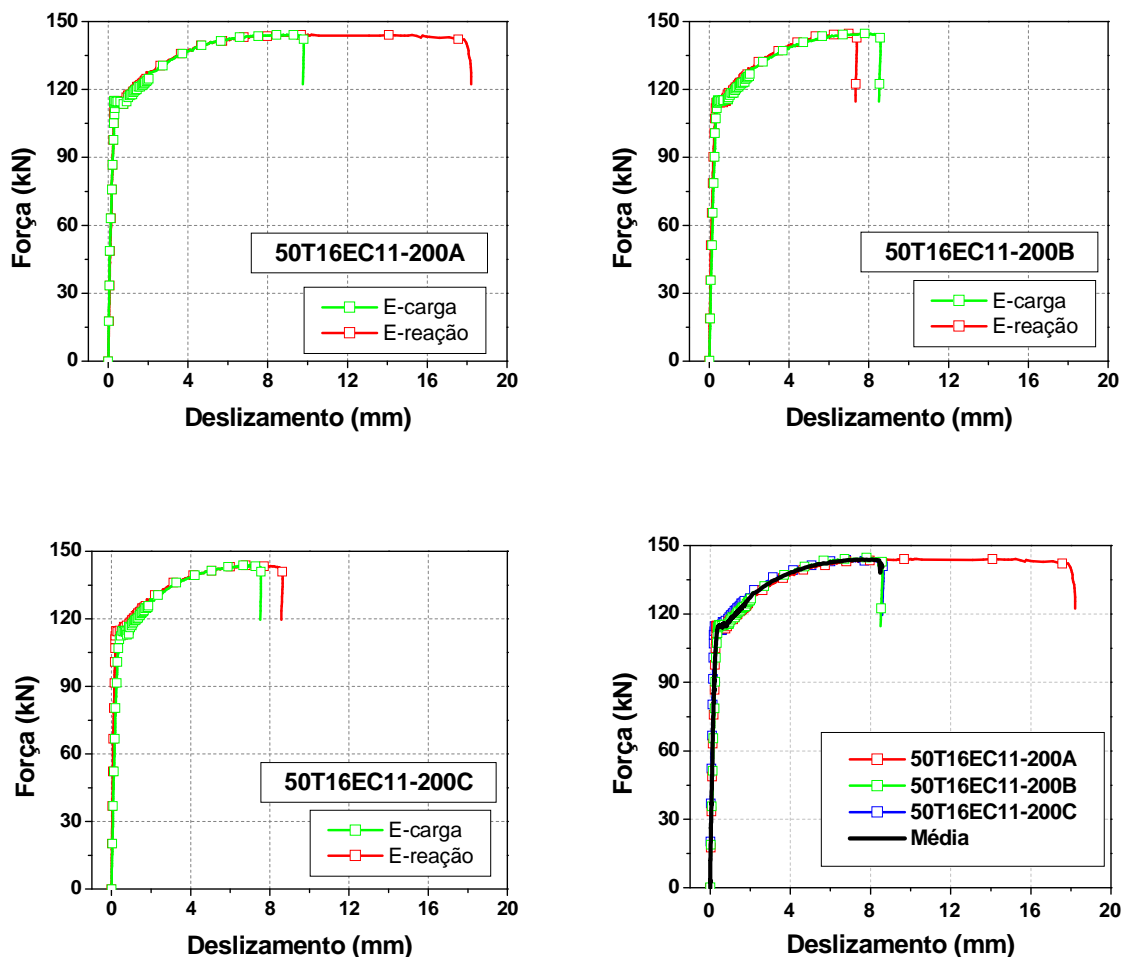 150
120
90
60
30
0
Força (kN)
50T16EC11-200A
E-carga
E-reação
0 4 8 12 16 20
Deslizamento (mm)
150
120
90
60
30
0
Força (kN)
50T16EC11-200B
E-carga
E-reação
0 4 8 12 16 20
Deslizamento (mm)
150
120
90
60
30
0
Força (kN)
50T16EC11-200C
E-carga
E-reação
0 4 8 12 16 20
Deslizamento (mm)
150
120
90
60
30
0
Força (kN)
50T16EC11-200A
50T16EC11-200B
50T16EC11-200C
Média
0 4 8 12 16 20
Deslizamento (mm)